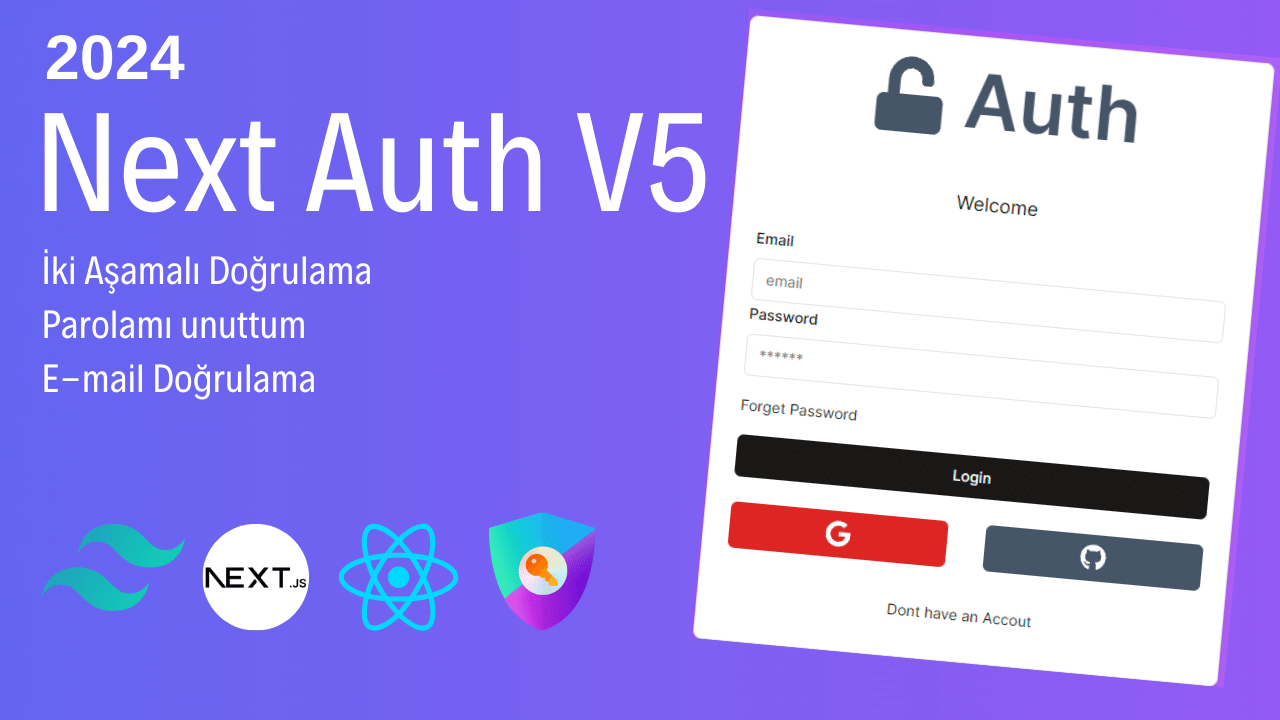 2024
Next Auth V5
İki Aşamalı Doğrulama
Parolamı unuttum
E-mail Doğrulama
NEXT.JS
Auth
Welcome
Email
email
Password
******
Forget Password
Login
G
Dont have an Accout